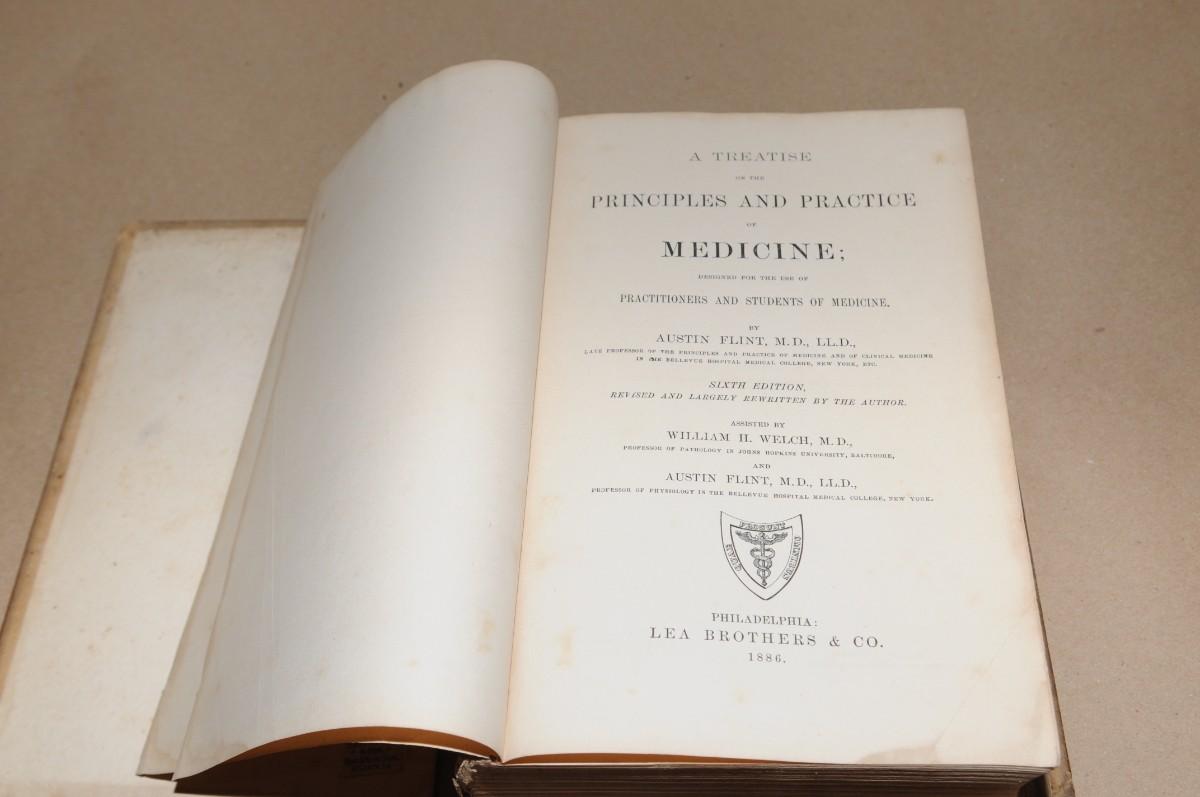 A TREATISE
ON THE
PRINCIPLES AND PRACTICE
OF
MEDICINE;
DESIGNED FOR THE USE OF
PRACTITIONERS AND STUDENTS OF MEDICINE.
BY
AUSTIN FLINT, M.D., LL.D.,
LATE PROFESSOR OF THE PRINCIPLES AND PRACTICE OF MEDICINE AND OF CLINICAL MEDICINE
IN THE BELLEVUE HOSPITAL MEDICAL COLLEGE, NEW YORK, ETC.
SIXTH EDITION,
REVISED AND LARGELY REWRITTEN BY THE AUTHOR.
ASSISTED BY
WILLIAM H. WELCH, M.D.,
PROFESSOR OF PATHOLOGY IN JOHNS HOPKINS UNIVERSITY, BALTIMORE,
AND
AUSTIN FLINT, M.D., LL.D.,
PROFESSOR OF PHYSIOLOGY IN THE BELLEVUE HOSPITAL MEDICAL COLLEGE, NEW YORK.
QUAE
PROSUNT
OMNIBUS
PHILADELPHIA:
LEA BROTHERS & CO.
1886.